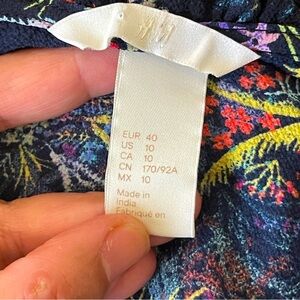 EUR 40
US 10
CA 10
CN 170/92A
MX 10
Made in
India
Fabriqué en